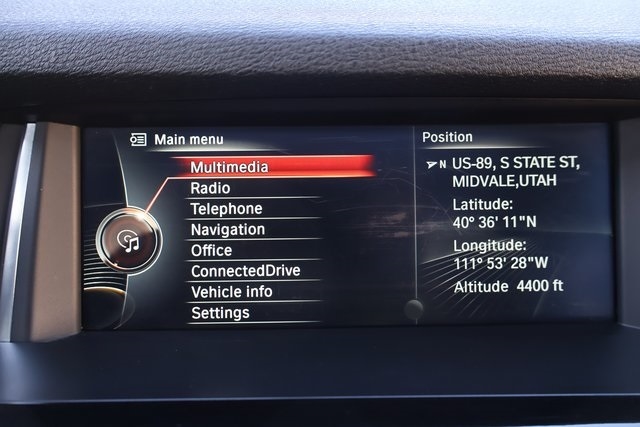 Main menu
Multimedia
Radio
Telephone
Navigation
Office
ConnectedDrive
Vehicle info
Settings
Position
N US-89, S STATE ST,
MIDVALE,UTAH
Latitude:
40° 36' 11"N
Longitude:
111° 53' 28"W
Altitude 4400 ft